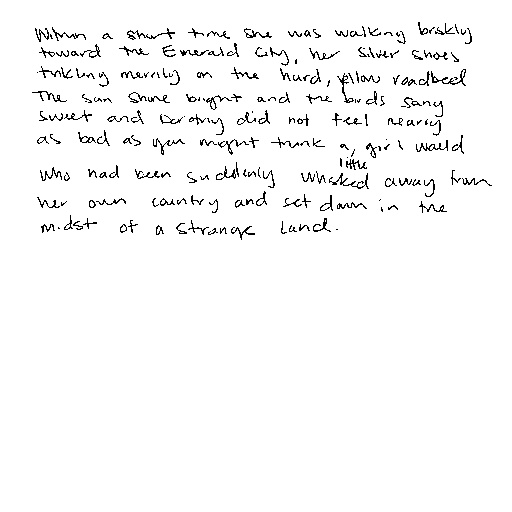 Within a short time she was walking briskly
toward the Emerald City, her Silver Shoes
tinkling merrily on the hard, yellow roadbed
The sun shone bright and the birds sang
sweet and Dorothy did not feel nearly
as bad as you might think a little girl would
who had been suddenly whisked away from
her own country and set down in the
midst of a strange land.